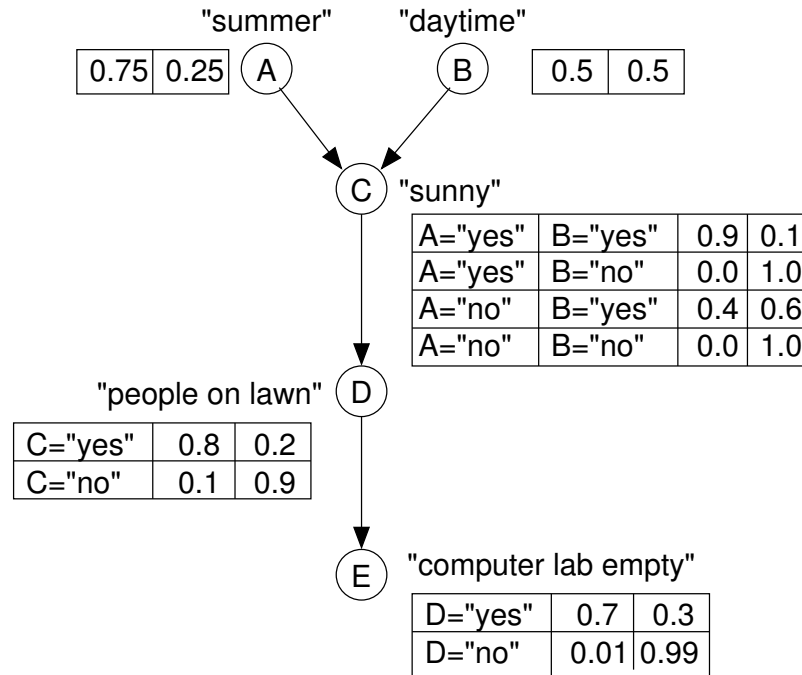 "summer" "daytime"
0.75 0.25 A B 0.5 0.5
C "sunny"
A="yes" B="yes" 0.9 0.1
A="yes" B="no" 0.0 1.0
A="no" B="yes" 0.4 0.6
A="no" B="no" 0.0 1.0
"people on lawn" D
C="yes" 0.8 0.2
C="no" 0.1 0.9
E "computer lab empty"
D="yes" 0.7 0.3
D="no" 0.01 0.99